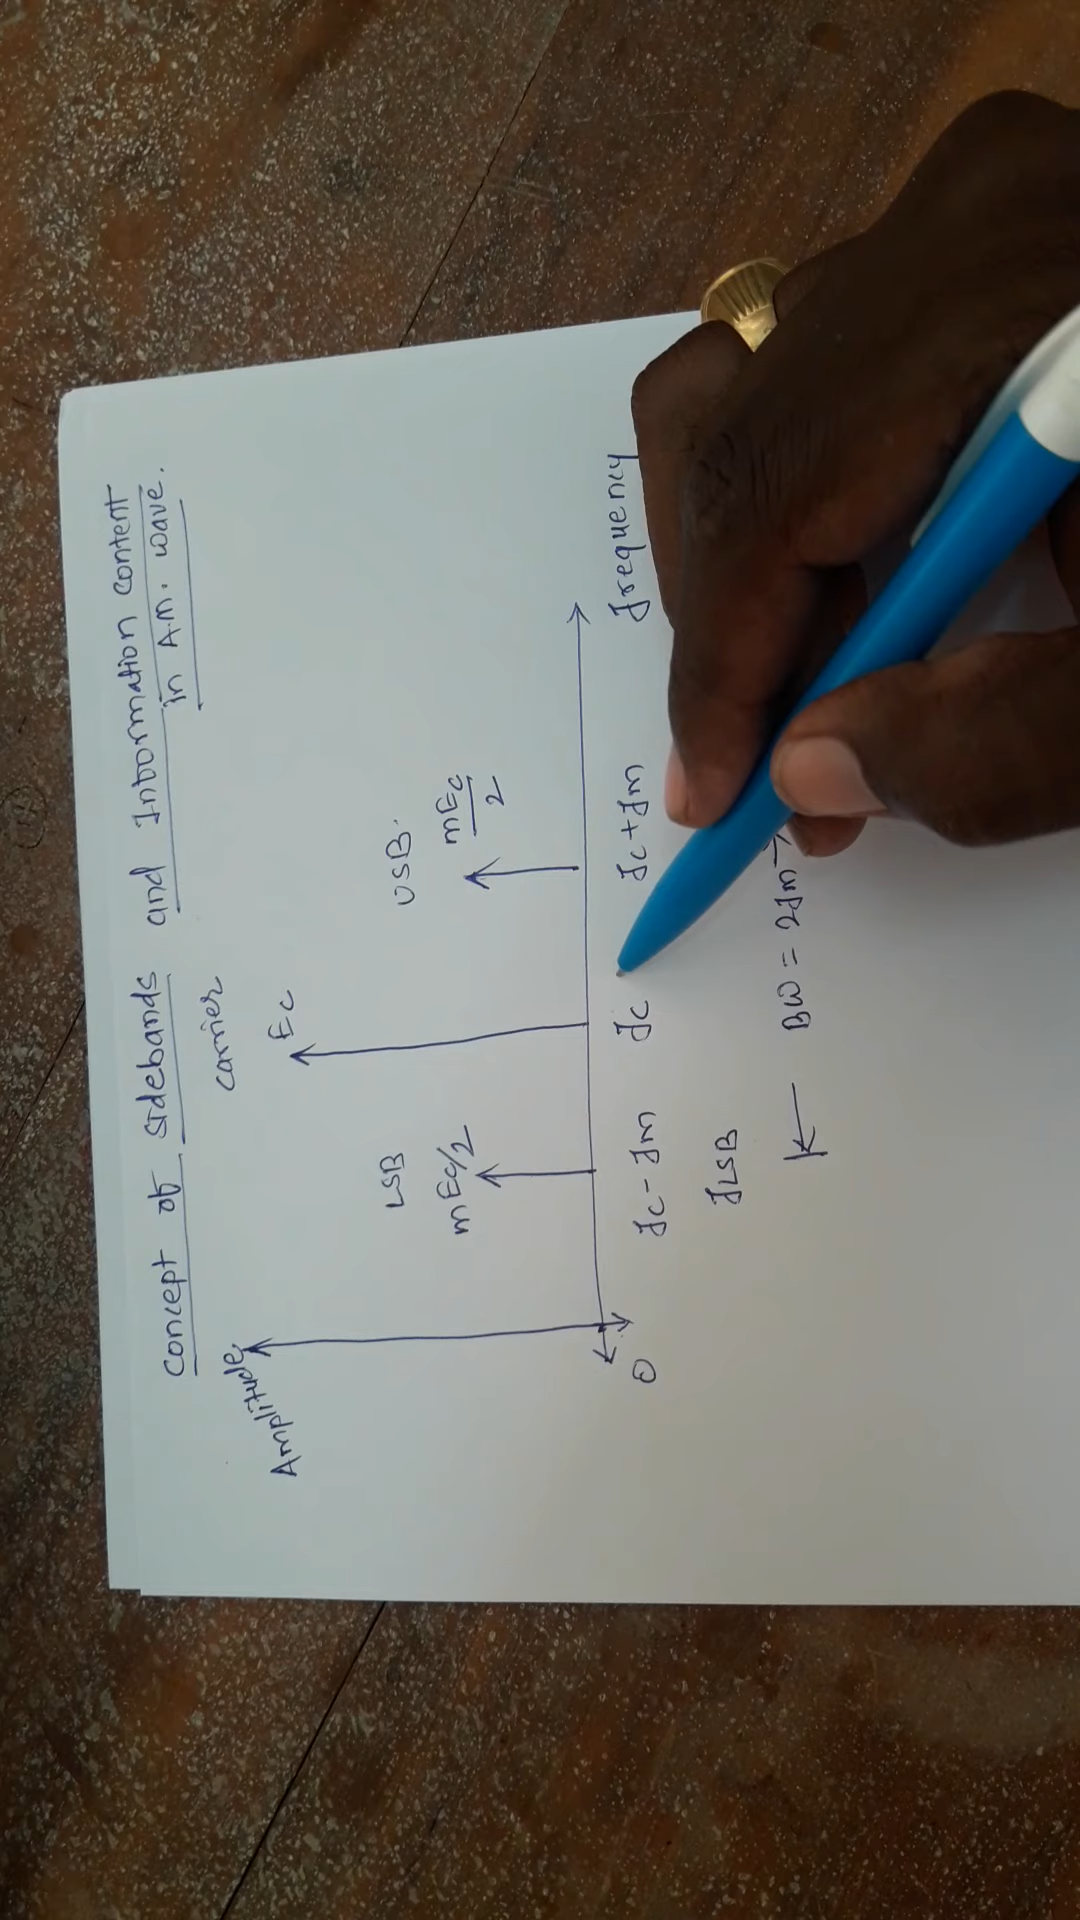 Concept of Sidebands and Information content
in A.M. wave.
Amplitude
carrier
Ec
LSB
USB.
mEc/2
mEc
2
0
fc-fm
fc
fc+fm
frequency
fLSB
BW = 2fm